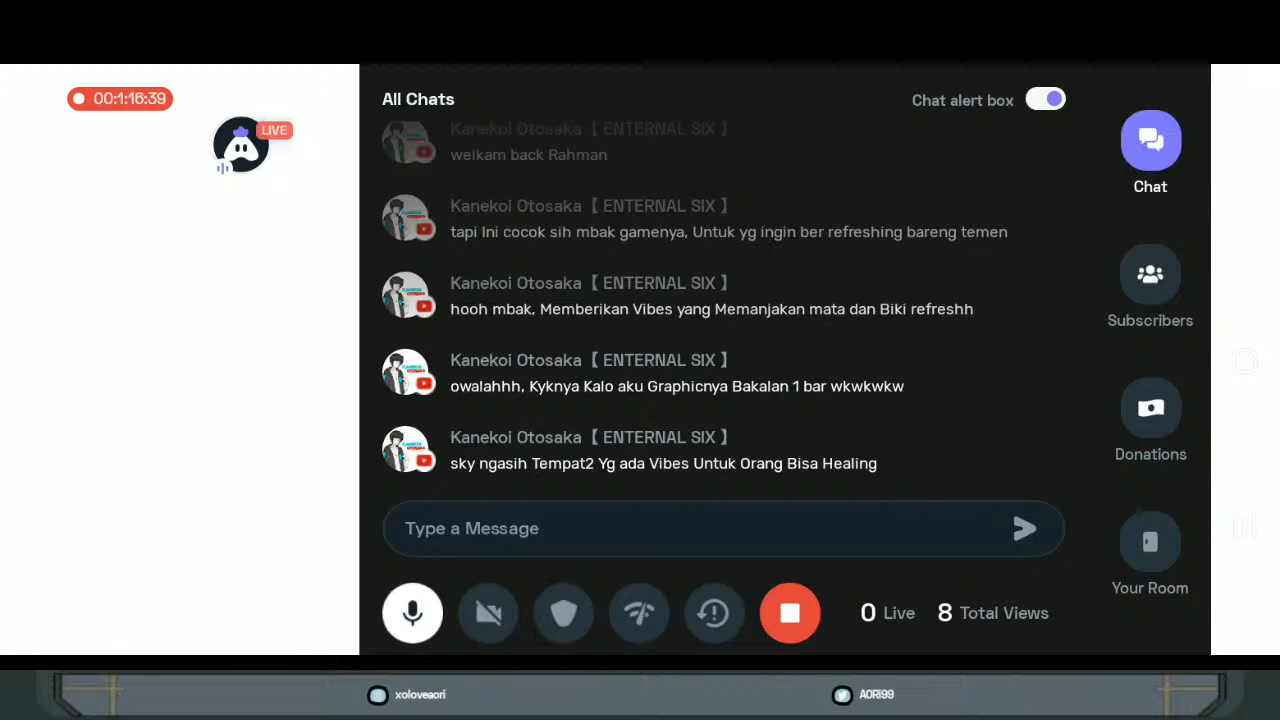 00:1:16:39
LIVE
All Chats
Chat alert box
Kanekoi Otosaka【 ENTERNAL SIX 】
welkam back Rahman
Kanekoi Otosaka【 ENTERNAL SIX 】
tapi Ini cocok sih mbak gamenya, Untuk yg ingin ber refreshing bareng temen
Kanekoi Otosaka【 ENTERNAL SIX 】
hooh mbak, Memberikan Vibes yang Memanjakan mata dan Biki refreshh
Kanekoi Otosaka【 ENTERNAL SIX 】
owalahhh, Kyknya Kalo aku Graphicnya Bakalan 1 bar wkwkwkw
Kanekoi Otosaka【 ENTERNAL SIX 】
sky ngasih Tempat2 Yg ada Vibes Untuk Orang Bisa Healing
Type a Message
0 Live 8 Total Views
Chat
Subscribers
Donations
Your Room
xoloveaori
AORi99